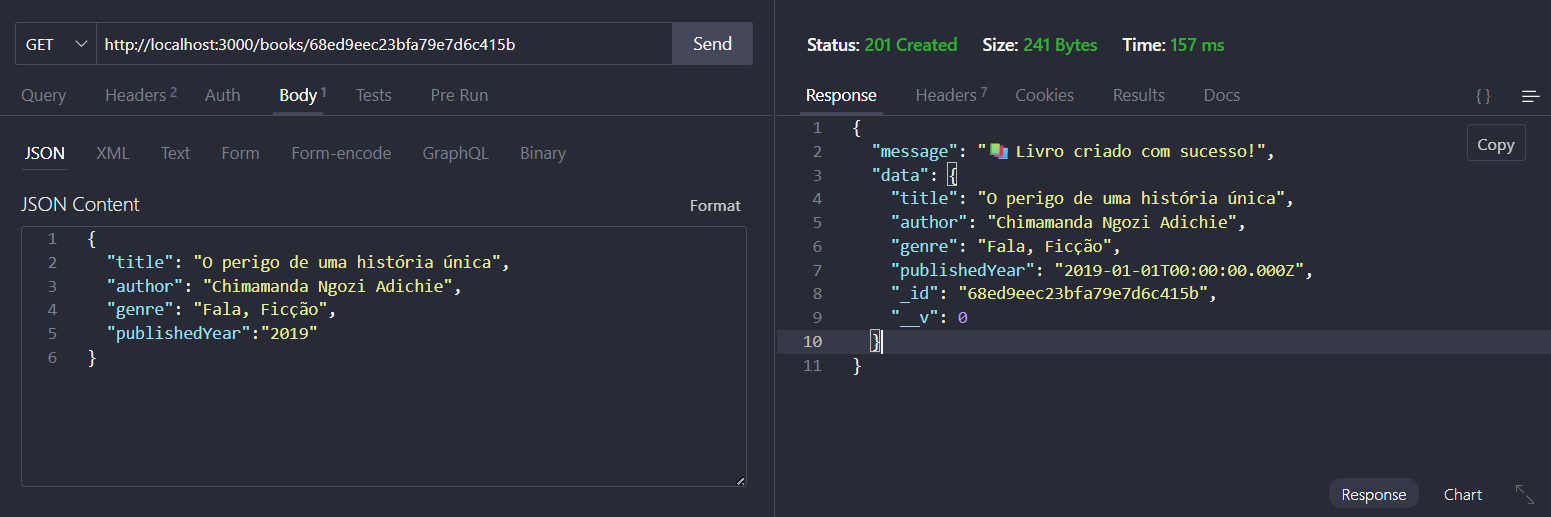 GET http://localhost:3000/books/68ed9eec23bfa79e7d6c415b Send
Query Headers 2 Auth Body 1 Tests Pre Run
JSON XML Text Form Form-encode GraphQL Binary
JSON Content Format
1 {
2 "title": "O perigo de uma história única",
3 "author": "Chimamanda Ngozi Adichie",
4 "genre": "Fala, Ficção",
5 "publishedYear":"2019"
6 }
Status: 201 Created Size: 241 Bytes Time: 157 ms
Response Headers 7 Cookies Results Docs { }
Copy
1 {
2 "message": "📚 Livro criado com sucesso!",
3 "data": {
4 "title": "O perigo de uma história única",
5 "author": "Chimamanda Ngozi Adichie",
6 "genre": "Fala, Ficção",
7 "publishedYear": "2019-01-01T00:00:00.000Z",
8 "_id": "68ed9eec23bfa79e7d6c415b",
9 "__v": 0
10 }
11 }
Response Chart